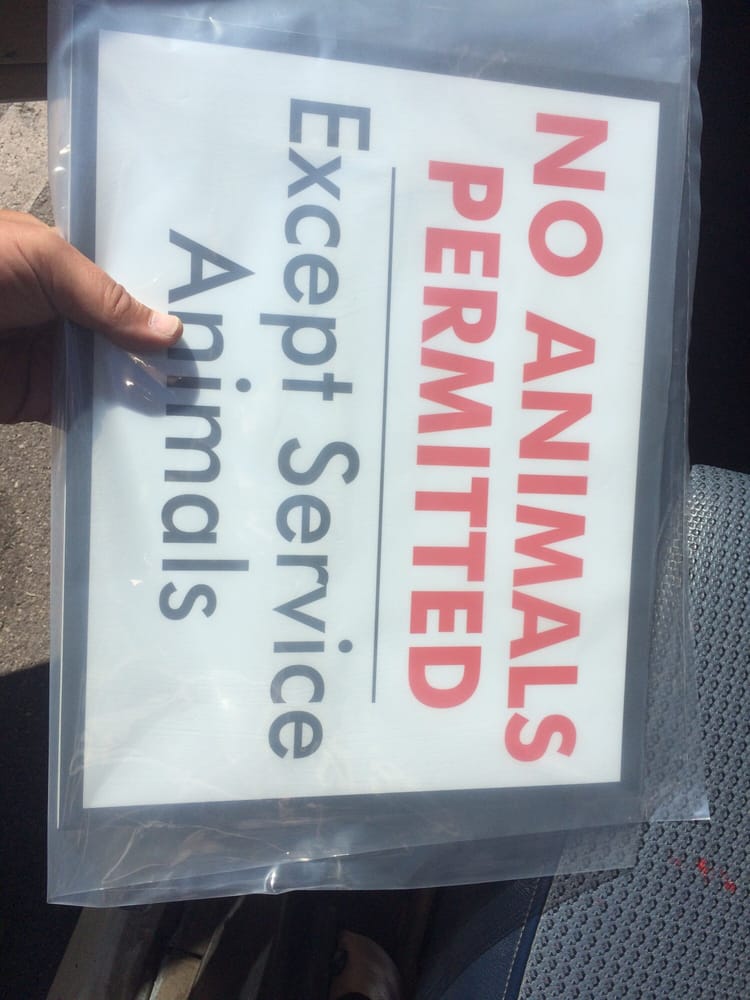 NO ANIMALS
PERMITTED
Except Service
Animals